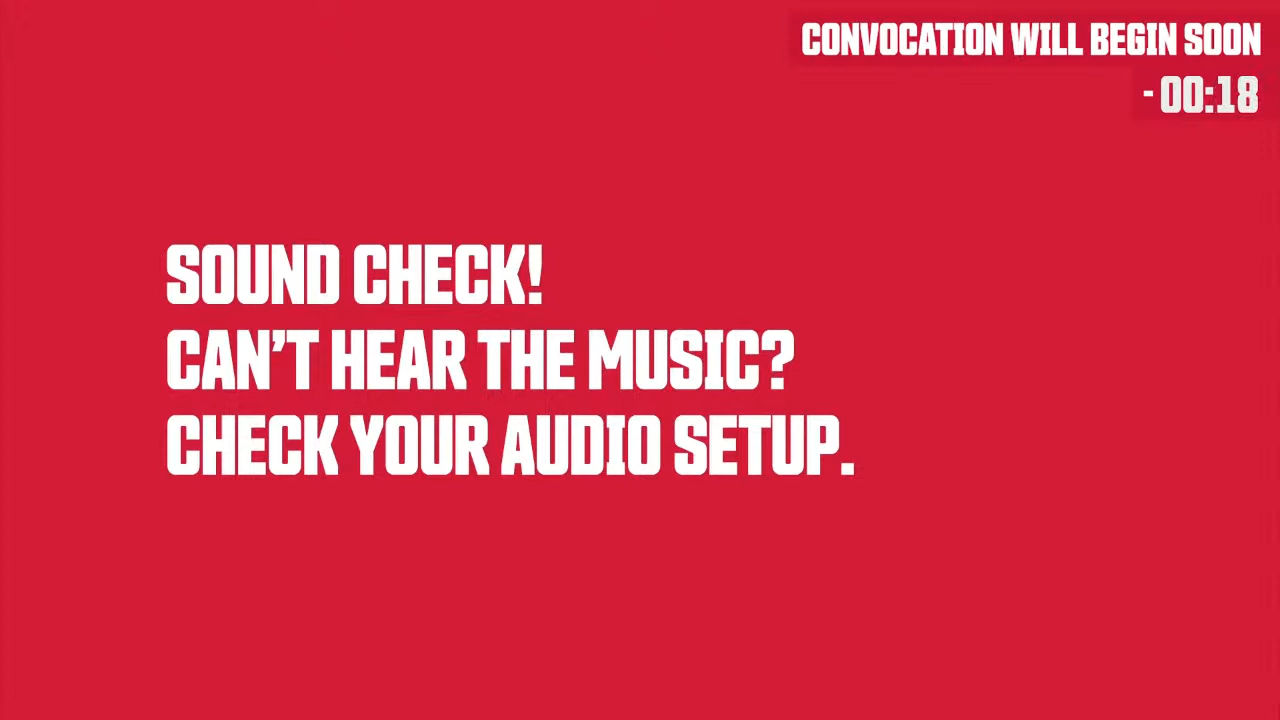 CONVOCATION WILL BEGIN SOON
- 00:18
SOUND CHECK!
CAN’T HEAR THE MUSIC?
CHECK YOUR AUDIO SETUP.